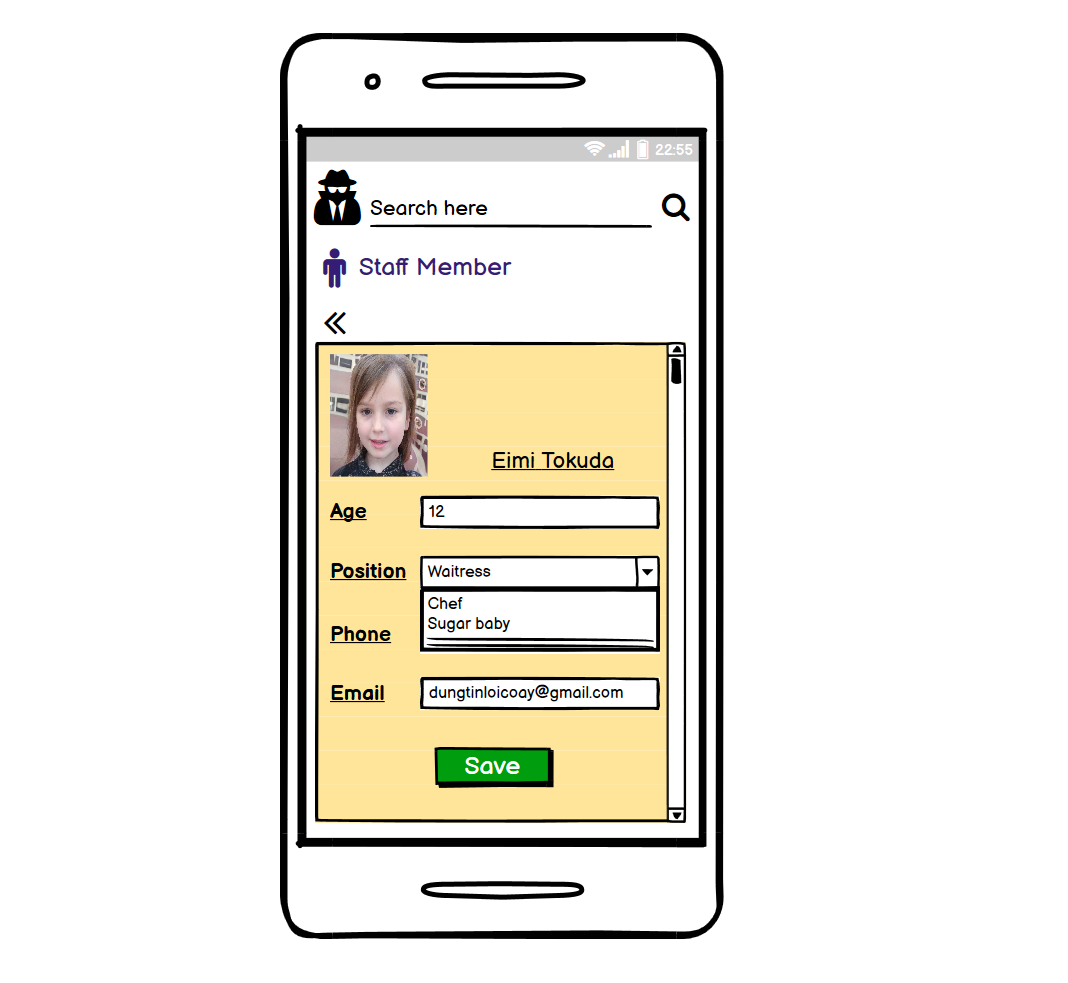 22:55
Search here
Staff Member
Eimi Tokuda
Age
12
Position
Waitress
Chef
Sugar baby
Phone
Email
dungtinloicoay@gmail.com
Save